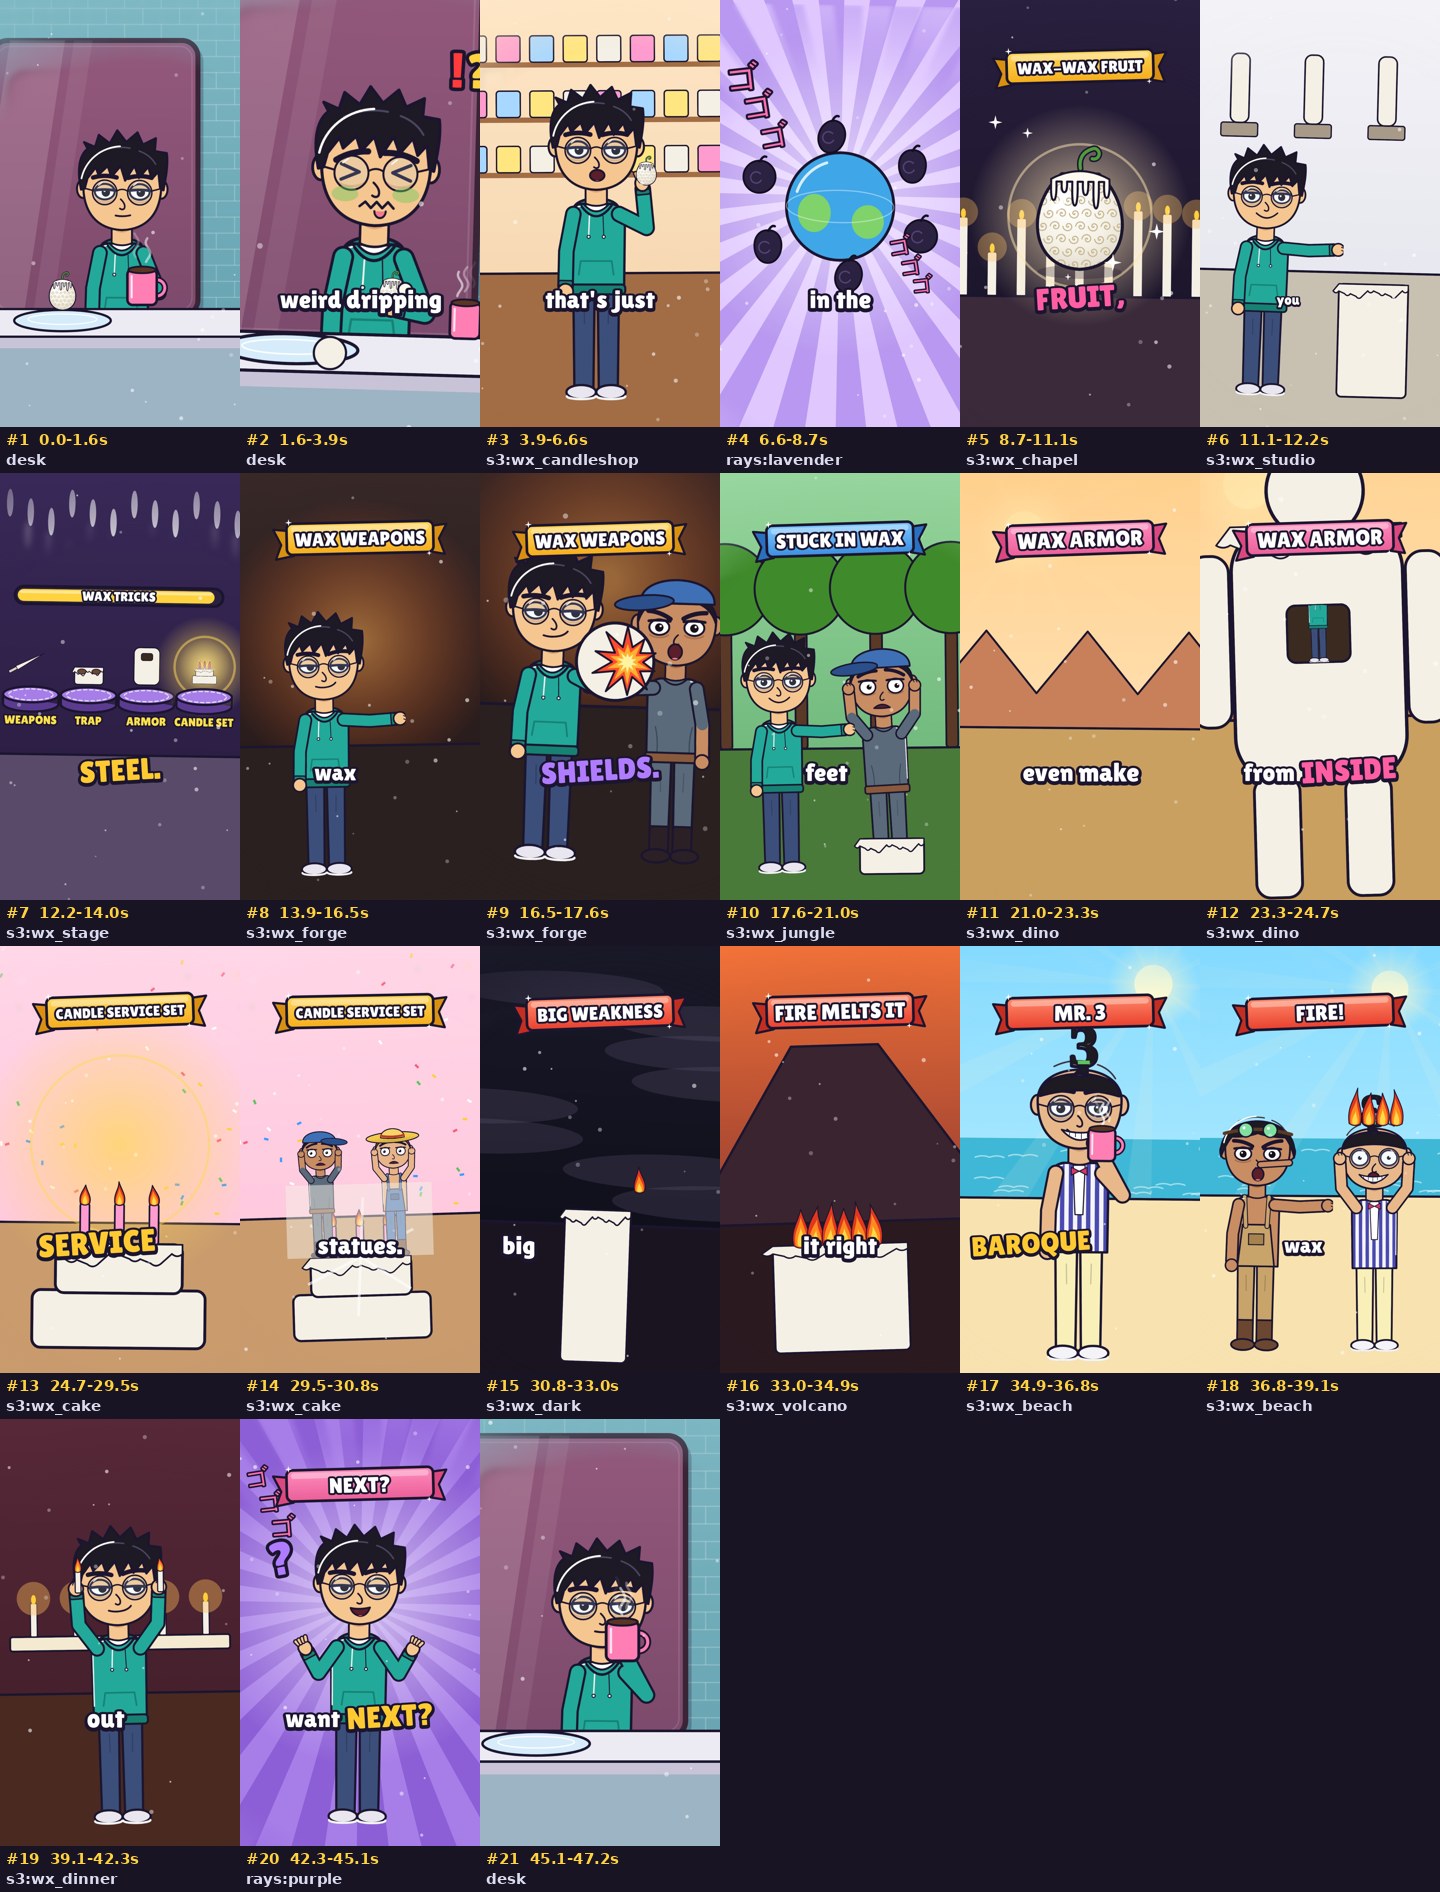 !?
weird dripping
that's just
ゴゴゴ
in the
ゴゴゴ
WAX-WAX FRUIT
FRUIT,
you
#1 0.0-1.6s
desk
#2 1.6-3.9s
desk
#3 3.9-6.6s
s3:wx_candleshop
#4 6.6-8.7s
rays:lavender
#5 8.7-11.1s
s3:wx_chapel
#6 11.1-12.2s
s3:wx_studio
WAX TRICKS
WEAPONS
TRAP
ARMOR
CANDLE SET
STEEL.
WAX WEAPONS
wax
WAX WEAPONS
SHIELDS.
STUCK IN WAX
feet
WAX ARMOR
even make
WAX ARMOR
from INSIDE
#7 12.2-14.0s
s3:wx_stage
#8 13.9-16.5s
s3:wx_forge
#9 16.5-17.6s
s3:wx_forge
#10 17.6-21.0s
s3:wx_jungle
#11 21.0-23.3s
s3:wx_dino
#12 23.3-24.7s
s3:wx_dino
CANDLE SERVICE SET
SERVICE
CANDLE SERVICE SET
statues.
BIG WEAKNESS
big
FIRE MELTS IT
it right
MR. 3
3
BAROQUE
FIRE!
wax
#13 24.7-29.5s
s3:wx_cake
#14 29.5-30.8s
s3:wx_cake
#15 30.8-33.0s
s3:wx_dark
#16 33.0-34.9s
s3:wx_volcano
#17 34.9-36.8s
s3:wx_beach
#18 36.8-39.1s
s3:wx_beach
out
NEXT?
ゴゴゴ
?
want NEXT?
#19 39.1-42.3s
s3:wx_dinner
#20 42.3-45.1s
rays:purple
#21 45.1-47.2s
desk